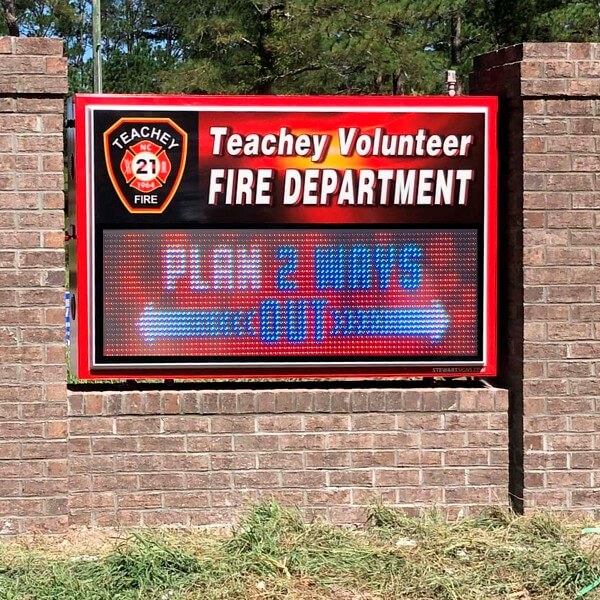 TEACHEY
NC
21
1964
FIRE
Teachey Volunteer
FIRE DEPARTMENT
PLAN 2 WAYS
OUT